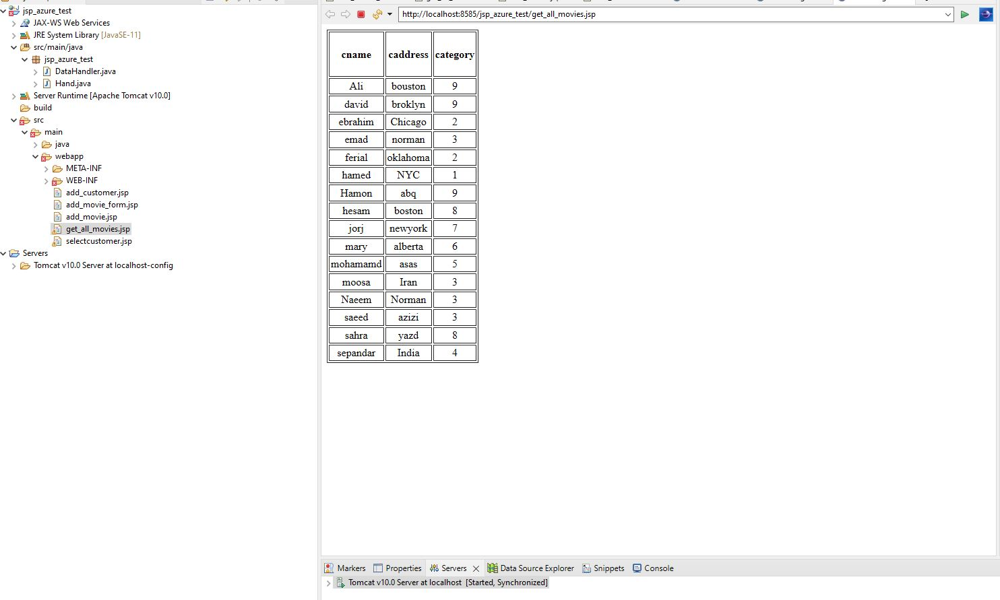 jsp_azure_test
JAX-WS Web Services
JRE System Library [JavaSE-11]
src/main/java
jsp_azure_test
DataHandler.java
Hand.java
Server Runtime [Apache Tomcat v10.0]
build
src
main
java
webapp
META-INF
WEB-INF
add_customer.jsp
add_movie_form.jsp
add_movie.jsp
get_all_movies.jsp
selectcustomer.jsp
Servers
Tomcat v10.0 Server at localhost-config
http://localhost:8585/jsp_azure_test/get_all_movies.jsp
cname caddress category
Ali bouston 9
david broklyn 9
ebrahim Chicago 2
emad norman 3
ferial oklahoma 2
hamed NYC 1
Hamon abq 9
hesam boston 8
jorj newyork 7
mary alberta 6
mohamamd asas 5
moosa Iran 3
Naeem Norman 3
saeed azizi 3
sahra yazd 8
sepandar India 4
Markers Properties Servers Data Source Explorer Snippets Console
Tomcat v10.0 Server at localhost [Started, Synchronized]